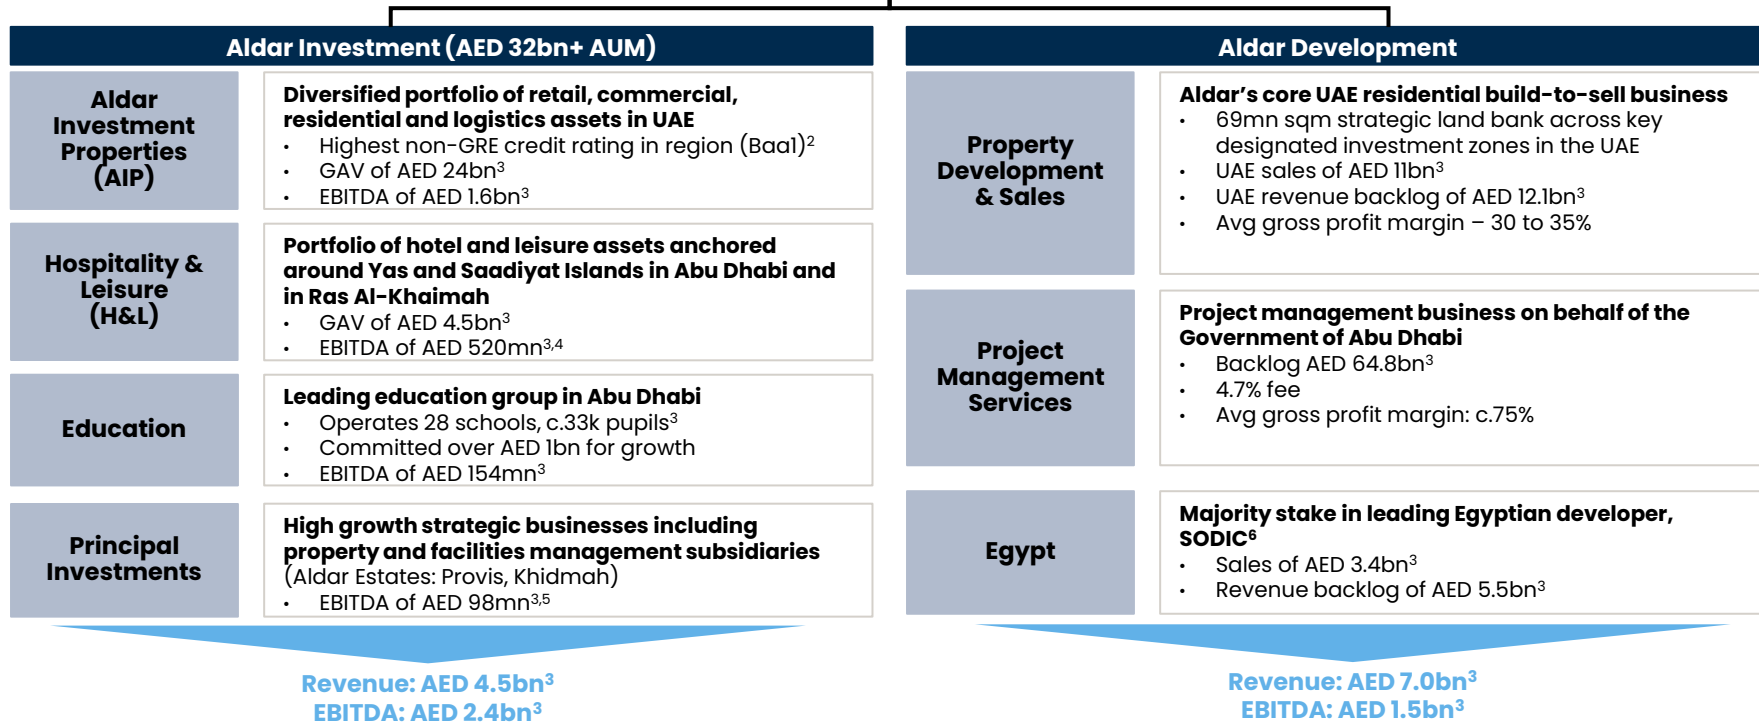 Aldar Investment (AED 32bn+ AUM)
Aldar
Investment
Properties
(AIP)
Diversified portfolio of retail, commercial,
residential and logistics assets in UAE
• Highest non-GRE credit rating in region (Baa1)²
• GAV of AED 24bn³
• EBITDA of AED 1.6bn³
Hospitality &
Leisure
(H&L)
Portfolio of hotel and leisure assets anchored
around Yas and Saadiyat Islands in Abu Dhabi and
in Ras Al-Khaimah
• GAV of AED 4.5bn³
• EBITDA of AED 520mn³,⁴
Education
Leading education group in Abu Dhabi
• Operates 28 schools, c.33k pupils³
• Committed over AED 1bn for growth
• EBITDA of AED 154mn³
Principal
Investments
High growth strategic businesses including
property and facilities management subsidiaries
(Aldar Estates: Provis, Khidmah)
• EBITDA of AED 98mn³,⁵
Revenue: AED 4.5bn³
EBITDA: AED 2.4bn³
Aldar Development
Property
Development
& Sales
Aldar’s core UAE residential build-to-sell business
• 69mn sqm strategic land bank across key
designated investment zones in the UAE
• UAE sales of AED 11bn³
• UAE revenue backlog of AED 12.1bn³
• Avg gross profit margin – 30 to 35%
Project
Management
Services
Project management business on behalf of the
Government of Abu Dhabi
• Backlog AED 64.8bn³
• 4.7% fee
• Avg gross profit margin: c.75%
Egypt
Majority stake in leading Egyptian developer,
SODIC⁶
• Sales of AED 3.4bn³
• Revenue backlog of AED 5.5bn³
Revenue: AED 7.0bn³
EBITDA: AED 1.5bn³